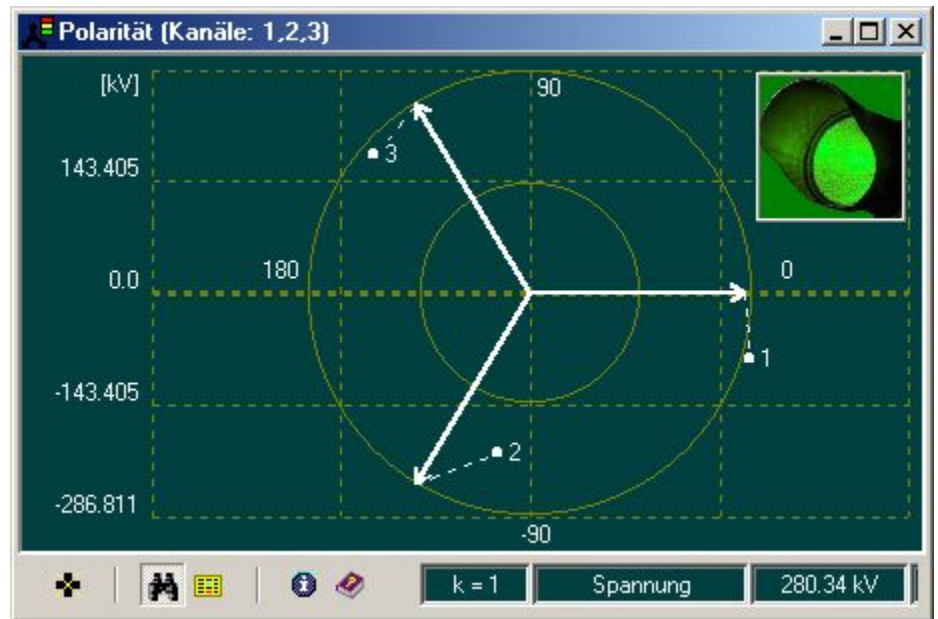 Polarität (Kanäle: 1,2,3)
[kV]
90
143.405
3
0.0
180
0
1
-143.405
2
-286.811
-90
k = 1
Spannung
280.34 kV